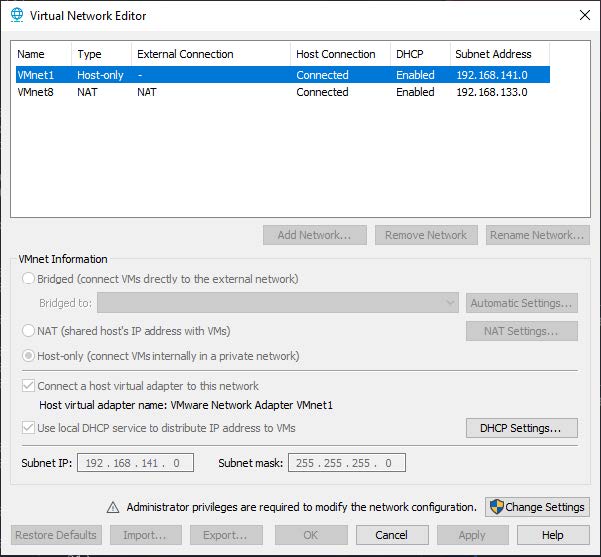 Virtual Network Editor
Name Type External Connection Host Connection DHCP Subnet Address
VMnet1 Host-only - Connected Enabled 192.168.141.0
VMnet8 NAT NAT Connected Enabled 192.168.133.0
Add Network... Remove Network Rename Network...
VMnet Information
Bridged (connect VMs directly to the external network)
Bridged to: Automatic Settings...
NAT (shared host's IP address with VMs) NAT Settings...
Host-only (connect VMs internally in a private network)
Connect a host virtual adapter to this network
Host virtual adapter name: VMware Network Adapter VMnet1
Use local DHCP service to distribute IP address to VMs DHCP Settings...
Subnet IP: 192 . 168 . 141 . 0 Subnet mask: 255 . 255 . 255 . 0
Administrator privileges are required to modify the network configuration. Change Settings
Restore Defaults Import... Export... OK Cancel Apply Help